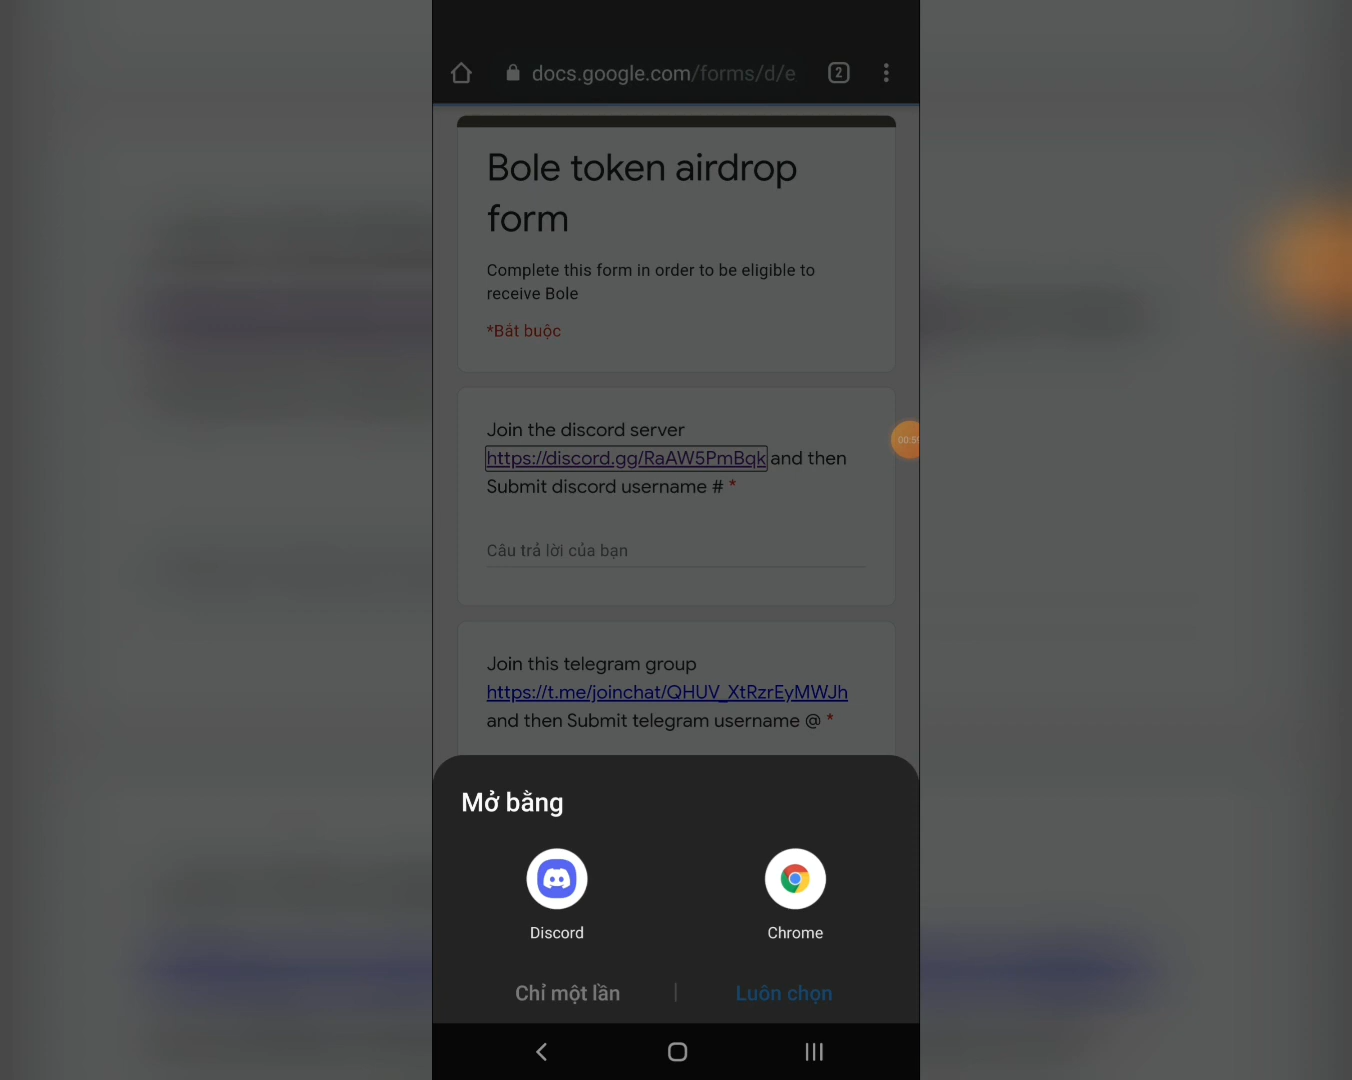 docs.google.com/forms/d/e
2
Bole token airdrop
form
Complete this form in order to be eligible to
receive Bole
*Bắt buộc
Join the discord server
https://discord.gg/RaAW5PmBqk and then
Submit discord username # *
00:59
Câu trả lời của bạn
Join this telegram group
https://t.me/joinchat/QHUV_XtRzrEyMWJh
and then Submit telegram username @ *
Mở bằng
Discord
Chrome
Chỉ một lần | Luôn chọn